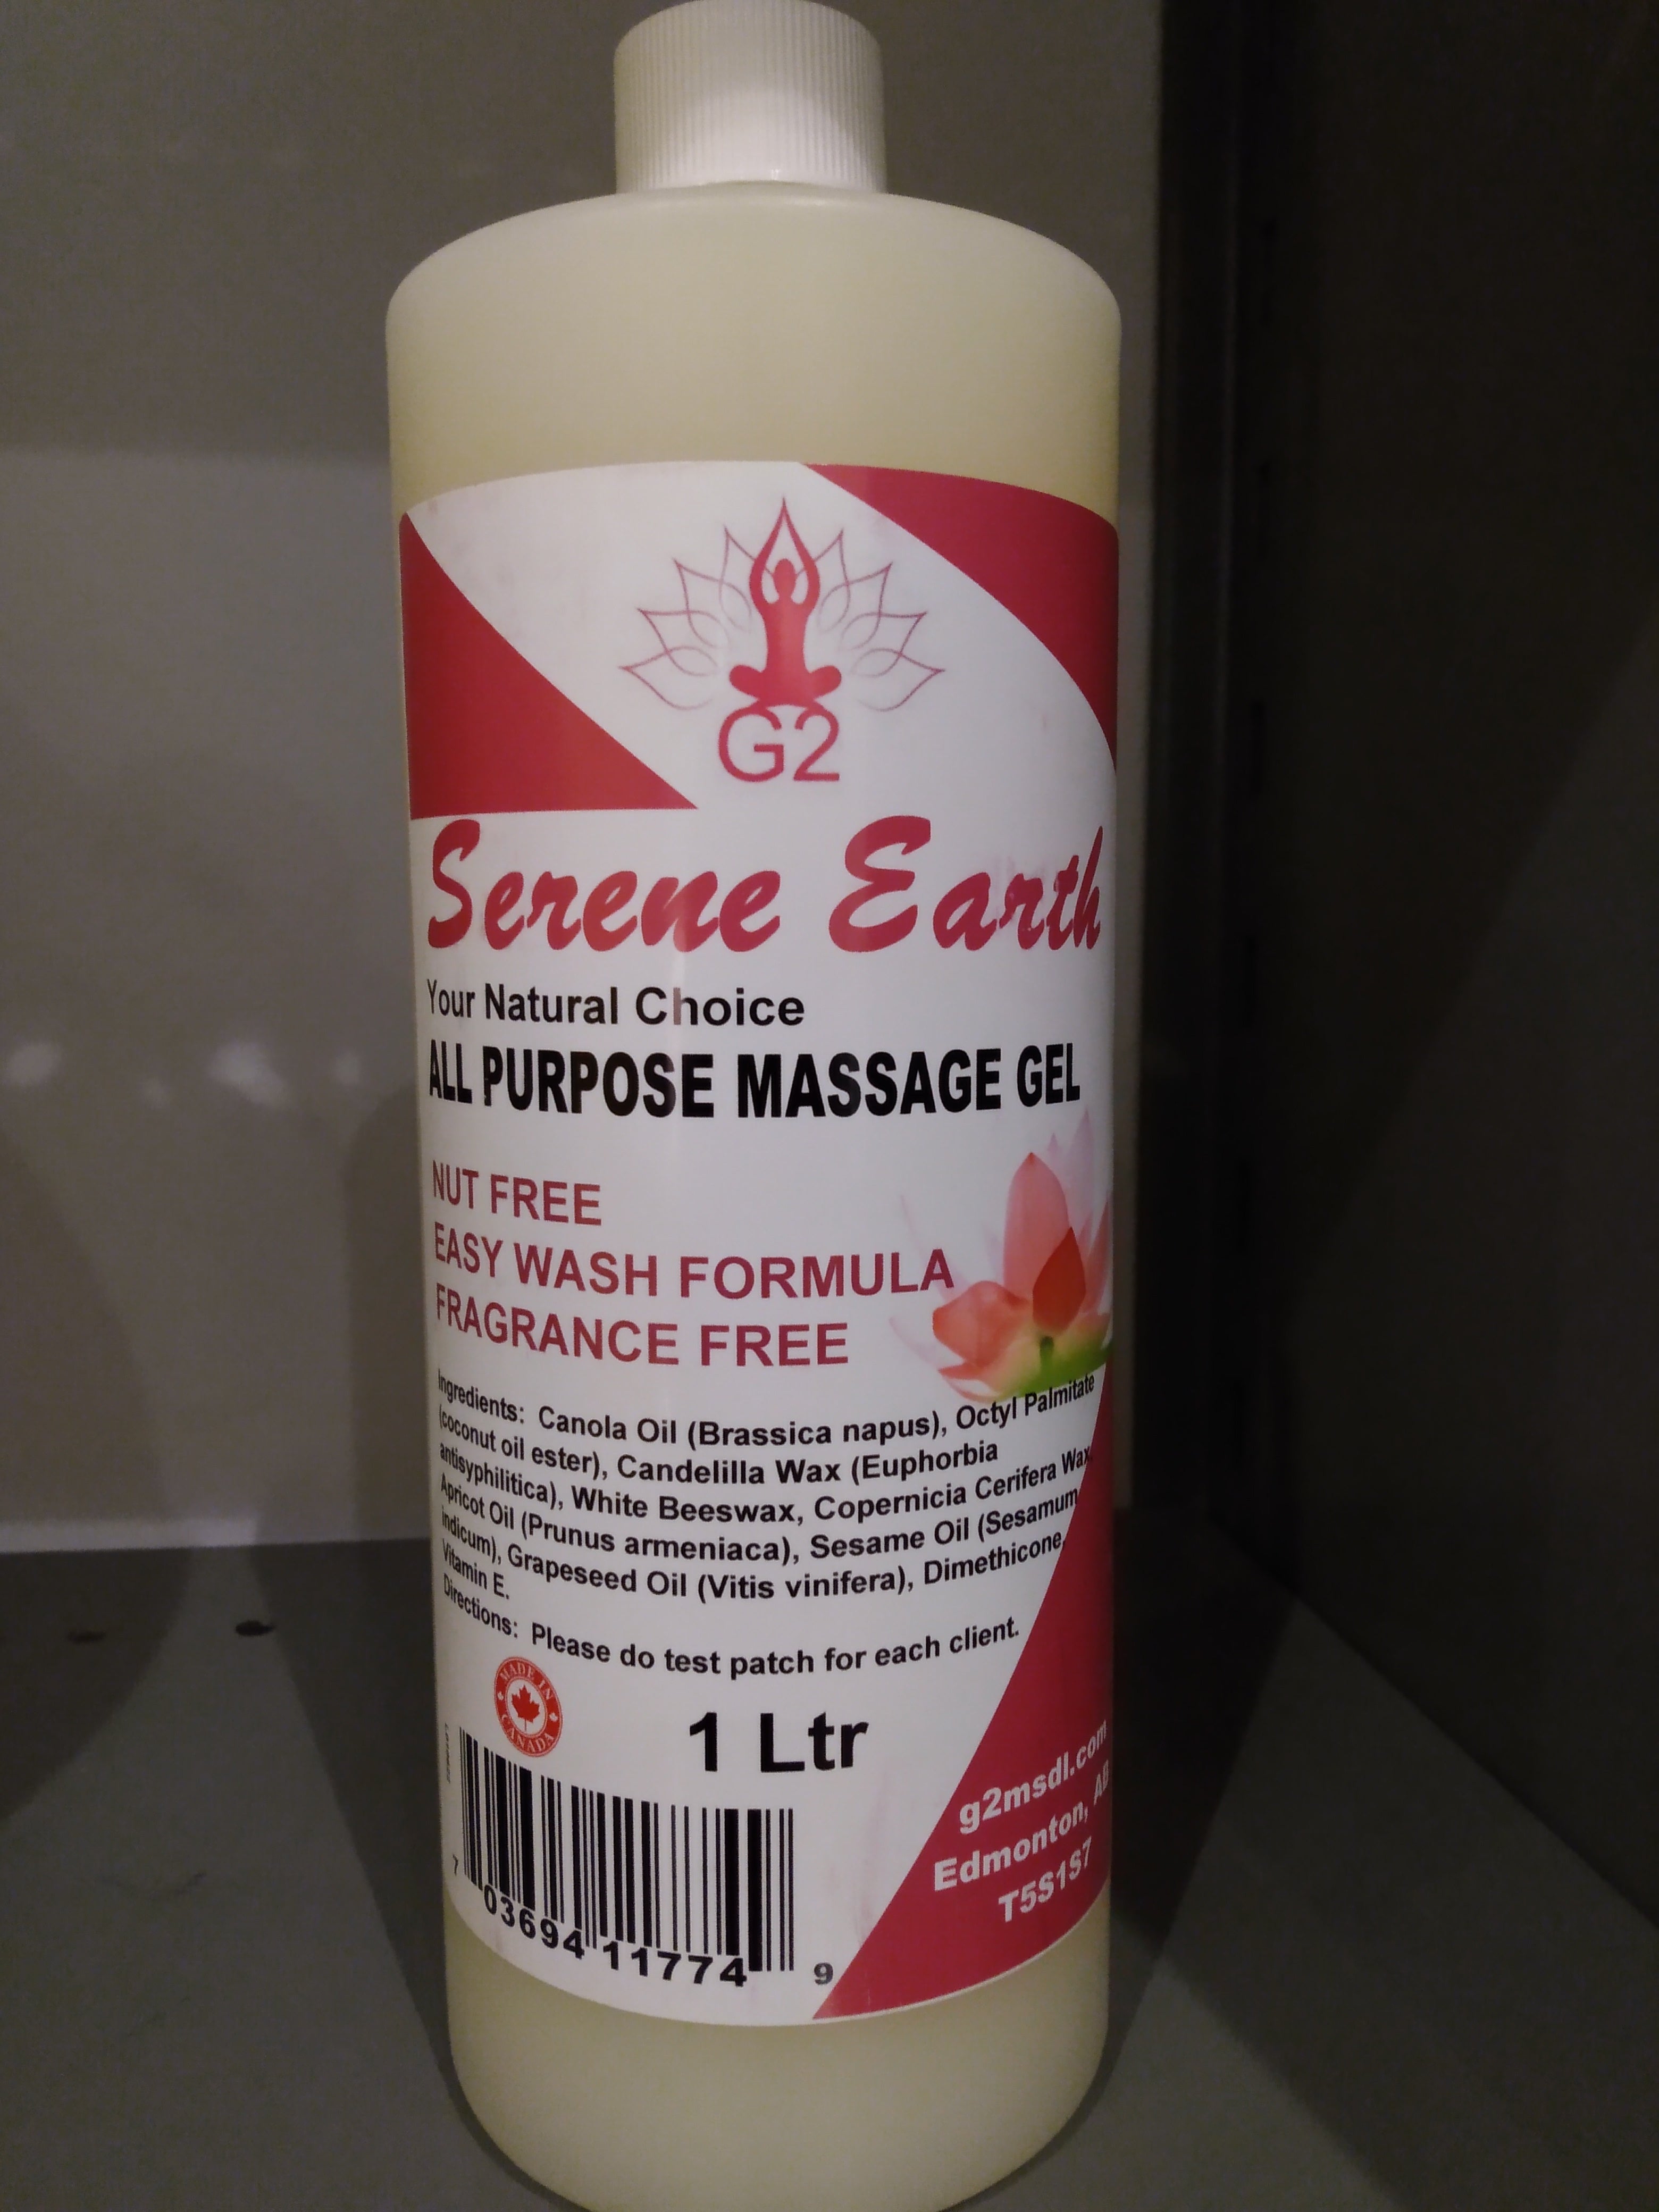 G2
Serene Earth
Your Natural Choice
ALL PURPOSE MASSAGE GEL
NUT FREE
EASY WASH FORMULA
FRAGRANCE FREE
Ingredients: Canola Oil (Brassica napus), Octyl Palmitate
(coconut oil ester), Candelilla Wax (Euphorbia
antisyphilitica), White Beeswax, Copernicia Cerifera Wax,
Apricot Oil (Prunus armeniaca), Sesame Oil (Sesamum
indicum), Grapeseed Oil (Vitis vinifera), Dimethicone,
Vitamin E.
Directions: Please do test patch for each client.
MADE IN CANADA
1 Ltr
g2msdl.com
Edmonton, AB
T5S1S7
7 03694 11774 9